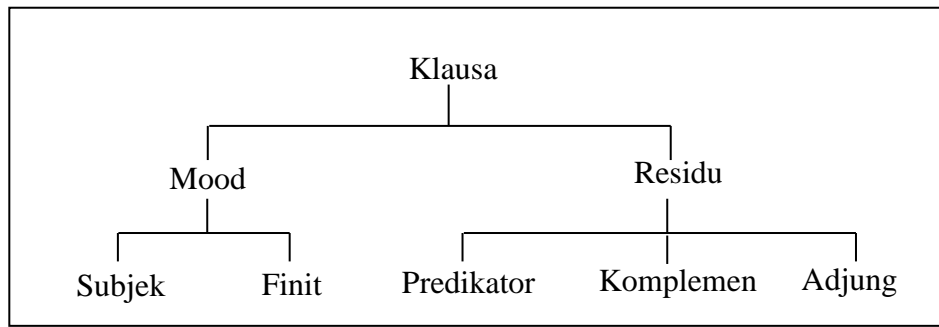 Klausa
Mood Residu
Subjek Finit Predikator Komplemen Adjung